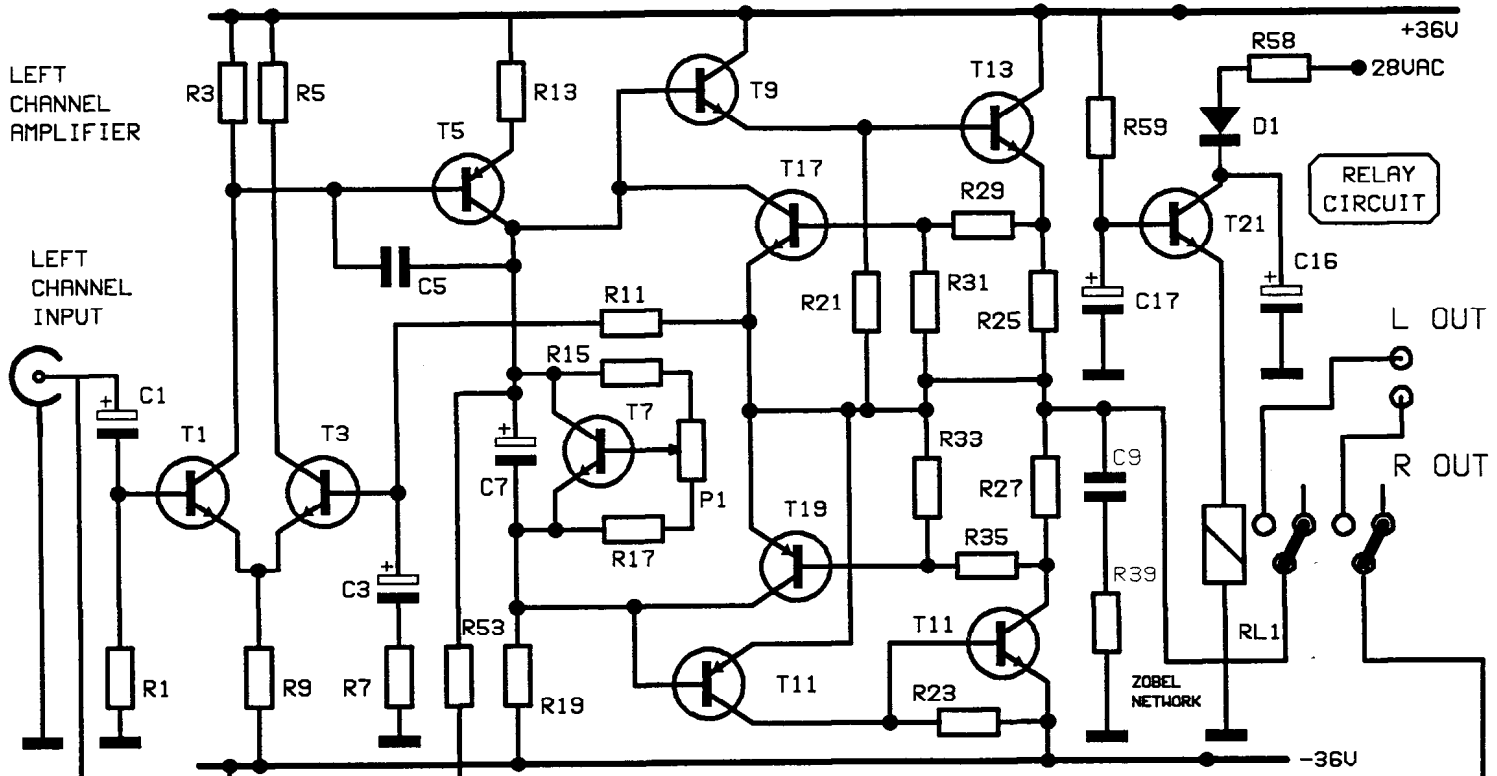 +36V
R58
28VAC
LEFT
CHANNEL
AMPLIFIER
R3
R5
R13
T9
T13
R59
D1
T5
T17
R29
RELAY
CIRCUIT
T21
LEFT
CHANNEL
INPUT
C5
R11
R21
R31
R25
+
C17
+
C16
L OUT
+
C1
R15
T7
T1
T3
+
C7
P1
R33
C9
R27
R OUT
R17
T19
R35
+
C3
R39
R53
T11
RL1
R1
R9
R7
R19
T11
R23
ZOBEL
NETWORK
-36V